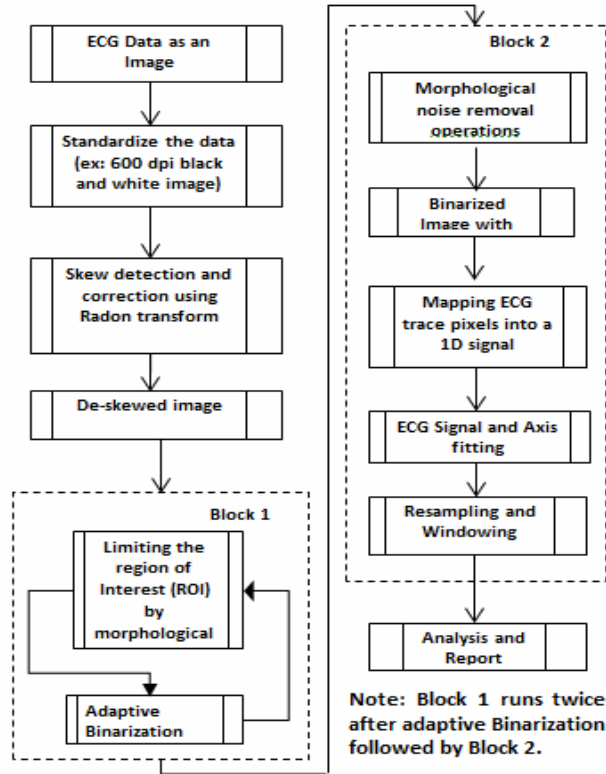 ECG Data as an
Image
Standardize the data
(ex: 600 dpi black
and white image)
Skew detection and
correction using
Radon transform
De-skewed image
Block 1
Limiting the
region of
Interest (ROI)
by
morphological
Adaptive
Binarization
Block 2
Morphological
noise removal
operations
Binarized
Image with
Mapping ECG
trace pixels into a
1D signal
ECG Signal and Axis
fitting
Resampling and
Windowing
Analysis and
Report
Note: Block 1 runs twice
after adaptive Binarization
followed by Block 2.